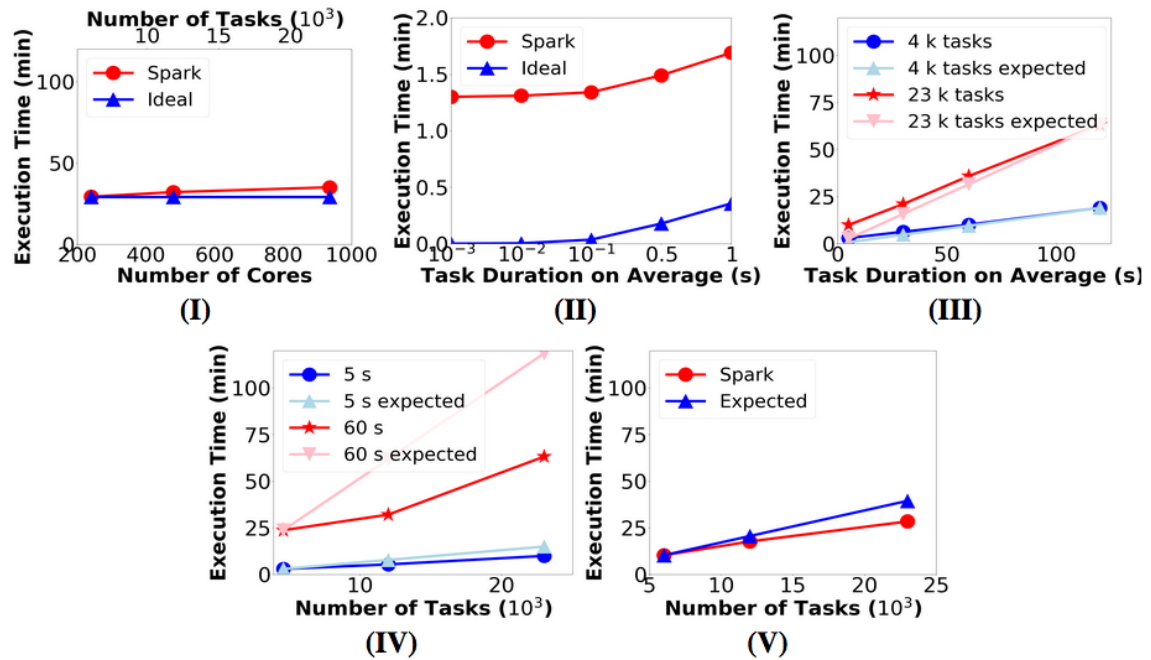 Number of Tasks (10³)
10 20
Execution Time (min)
100
50
0
Spark
Ideal
200 400 600 800 1000
Number of Cores
(I)
Execution Time (min)
2.0
1.5
1.0
0.5
0.0
Spark
Ideal
10⁻³ 10⁻² 10⁻¹ 0.5 1
Task Duration on Average (s)
(II)
Execution Time (min)
100
75
50
25
0
4 k tasks
4 k tasks expected
23 k tasks
23 k tasks expected
0 50 100
Task Duration on Average (s)
(III)
Execution Time (min)
100
75
50
25
0
5 s
5 s expected
60 s
60 s expected
10 20
Number of Tasks (10³)
(IV)
Execution Time (min)
100
75
50
25
0
Spark
Expected
5 10 15 20 25
Number of Tasks (10³)
(V)